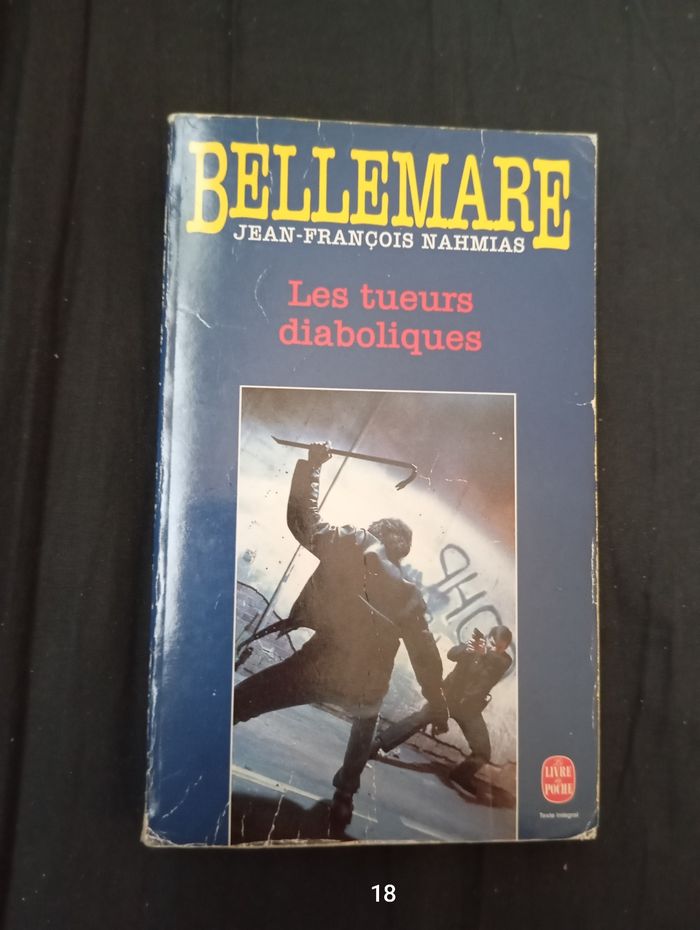 BELLEMARE
JEAN-FRANÇOIS NAHMIAS
Les tueurs
diaboliques
LIVRE
POCHE
Texte intégral
18